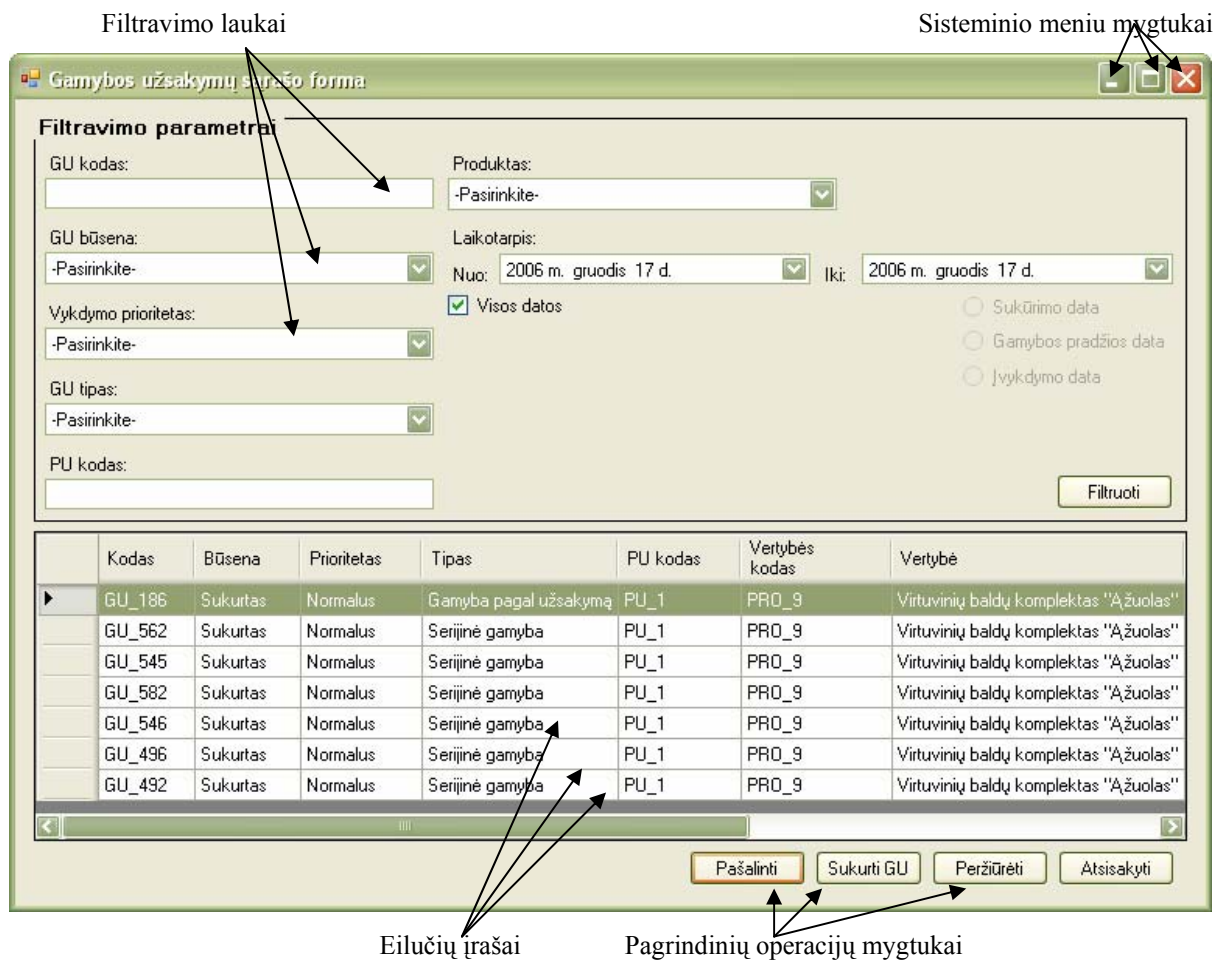 Filtravimo laukai
Sisteminio meniu mygtukai
Gamybos užsakymų sąrašo forma
Filtravimo parametrai
GU kodas:
Produktas:
-Pasirinkite-
GU būsena:
Laikotarpis:
-Pasirinkite-
Nuo: 2006 m. gruodis 17 d.
Iki: 2006 m. gruodis 17 d.
Visos datos
Sukūrimo data
Vykdymo prioritetas:
-Pasirinkite-
Gamybos pradžios data
Įvykdymo data
GU tipas:
-Pasirinkite-
PU kodas:
Filtruoti
Kodas Būsena Prioritetas Tipas PU kodas Vertybės kodas Vertybė
GU_186 Sukurtas Normalus Gamyba pagal užsakymą PU_1 PRO_9 Virtuvinių baldų komplektas "Ąžuolas"
GU_562 Sukurtas Normalus Serijinė gamyba PU_1 PRO_9 Virtuvinių baldų komplektas "Ąžuolas"
GU_545 Sukurtas Normalus Serijinė gamyba PU_1 PRO_9 Virtuvinių baldų komplektas "Ąžuolas"
GU_582 Sukurtas Normalus Serijinė gamyba PU_1 PRO_9 Virtuvinių baldų komplektas "Ąžuolas"
GU_546 Sukurtas Normalus Serijinė gamyba PU_1 PRO_9 Virtuvinių baldų komplektas "Ąžuolas"
GU_496 Sukurtas Normalus Serijinė gamyba PU_1 PRO_9 Virtuvinių baldų komplektas "Ąžuolas"
GU_492 Sukurtas Normalus Serijinė gamyba PU_1 PRO_9 Virtuvinių baldų komplektas "Ąžuolas"
Pašalinti Sukurti GU Peržiūrėti Atsisakyti
Eilučių įrašai
Pagrindinių operacijų mygtukai